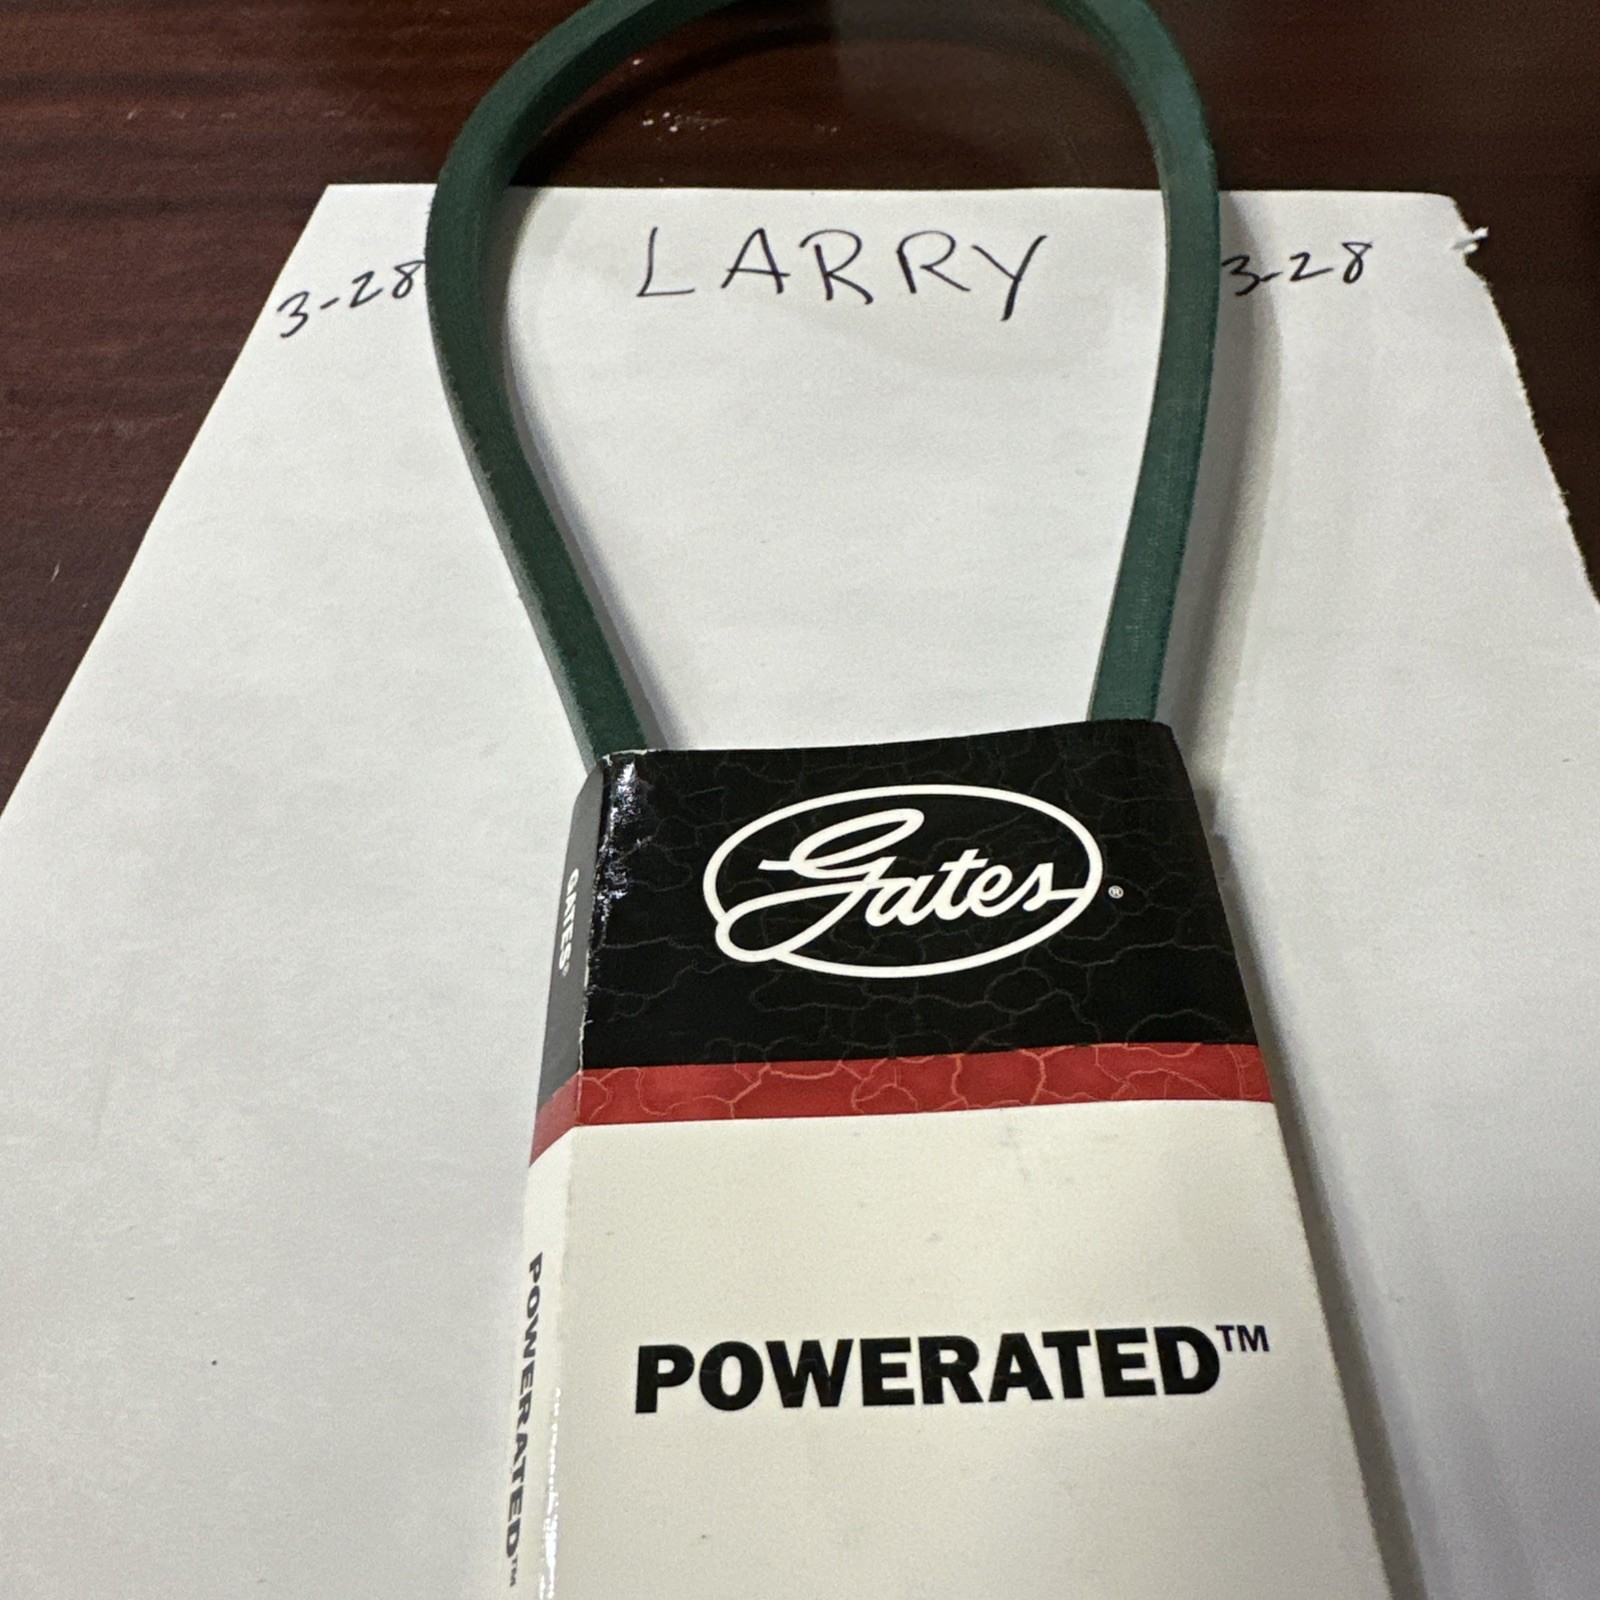 3-28 LARRY 3-28
Gates®
GATES®
POWERATED™
POWERATED™